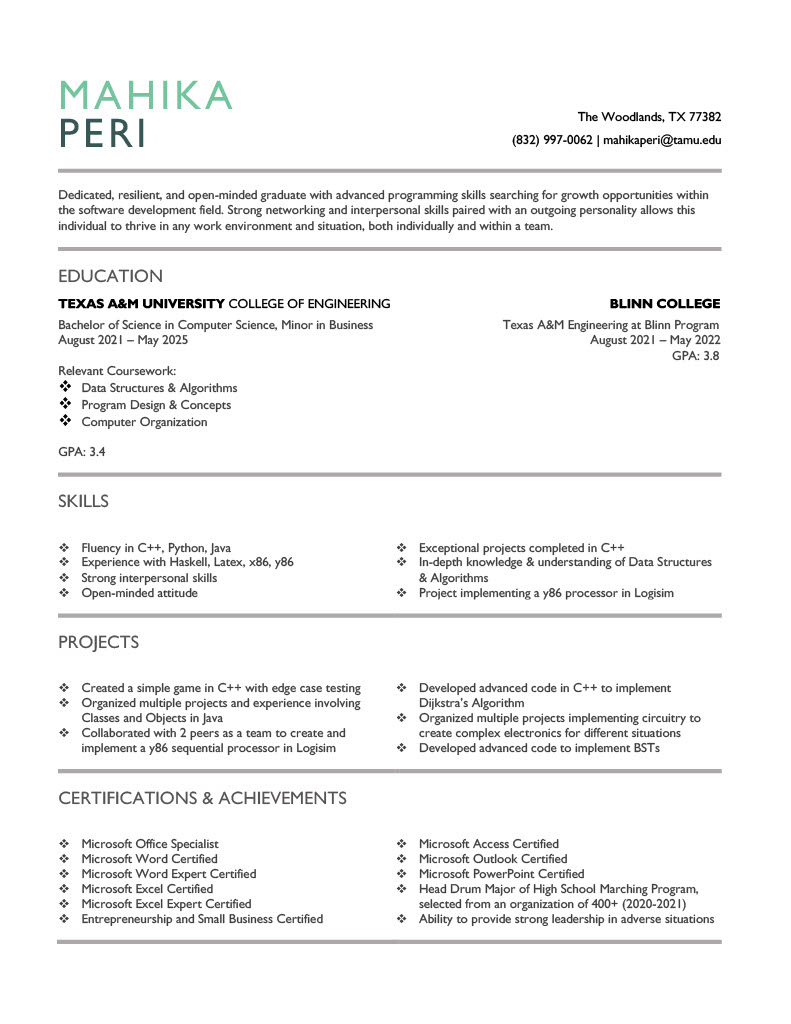 MAHIKA
PERI
The Woodlands, TX 77382
(832) 997-0062 | mahikaperi@tamu.edu
Dedicated, resilient, and open-minded graduate with advanced programming skills searching for growth opportunities within
the software development field. Strong networking and interpersonal skills paired with an outgoing personality allows this
individual to thrive in any work environment and situation, both individually and within a team.
EDUCATION
TEXAS A&M UNIVERSITY COLLEGE OF ENGINEERING
Bachelor of Science in Computer Science, Minor in Business
August 2021 – May 2025
Relevant Coursework:
❖ Data Structures & Algorithms
❖ Program Design & Concepts
❖ Computer Organization
GPA: 3.4
BLINN COLLEGE
Texas A&M Engineering at Blinn Program
August 2021 – May 2022
GPA: 3.8
SKILLS
❖ Fluency in C++, Python, Java
❖ Experience with Haskell, Latex, x86, y86
❖ Strong interpersonal skills
❖ Open-minded attitude
❖ Exceptional projects completed in C++
❖ In-depth knowledge & understanding of Data Structures
& Algorithms
❖ Project implementing a y86 processor in Logisim
PROJECTS
❖ Created a simple game in C++ with edge case testing
❖ Organized multiple projects and experience involving
Classes and Objects in Java
❖ Collaborated with 2 peers as a team to create and
implement a y86 sequential processor in Logisim
❖ Developed advanced code in C++ to implement
Dijkstra's Algorithm
❖ Organized multiple projects implementing circuitry to
create complex electronics for different situations
❖ Developed advanced code to implement BSTs
CERTIFICATIONS & ACHIEVEMENTS
❖ Microsoft Office Specialist
❖ Microsoft Word Certified
❖ Microsoft Word Expert Certified
❖ Microsoft Excel Certified
❖ Microsoft Excel Expert Certified
❖ Entrepreneurship and Small Business Certified
❖ Microsoft Access Certified
❖ Microsoft Outlook Certified
❖ Microsoft PowerPoint Certified
❖ Head Drum Major of High School Marching Program,
selected from an organization of 400+ (2020-2021)
❖ Ability to provide strong leadership in adverse situations